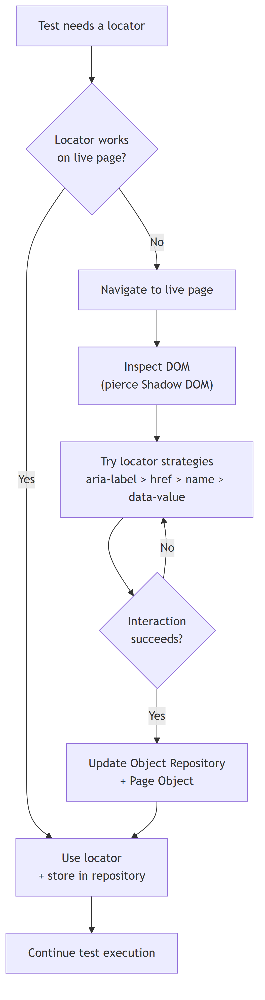 Test needs a locator
Locator works
on live page?
No
Navigate to live page
Inspect DOM
(pierce Shadow DOM)
Try locator strategies
aria-label > href > name >
data-value
Yes
No
Interaction
succeeds?
Yes
Update Object Repository
+ Page Object
Use locator
+ store in repository
Continue test execution